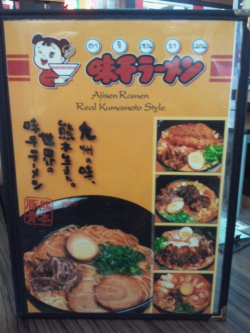 味千ラーメン
Ajisen Ramen
Real Kumamoto Style
九州の味、
熊本生まれ、
世界の
味千ラーメン